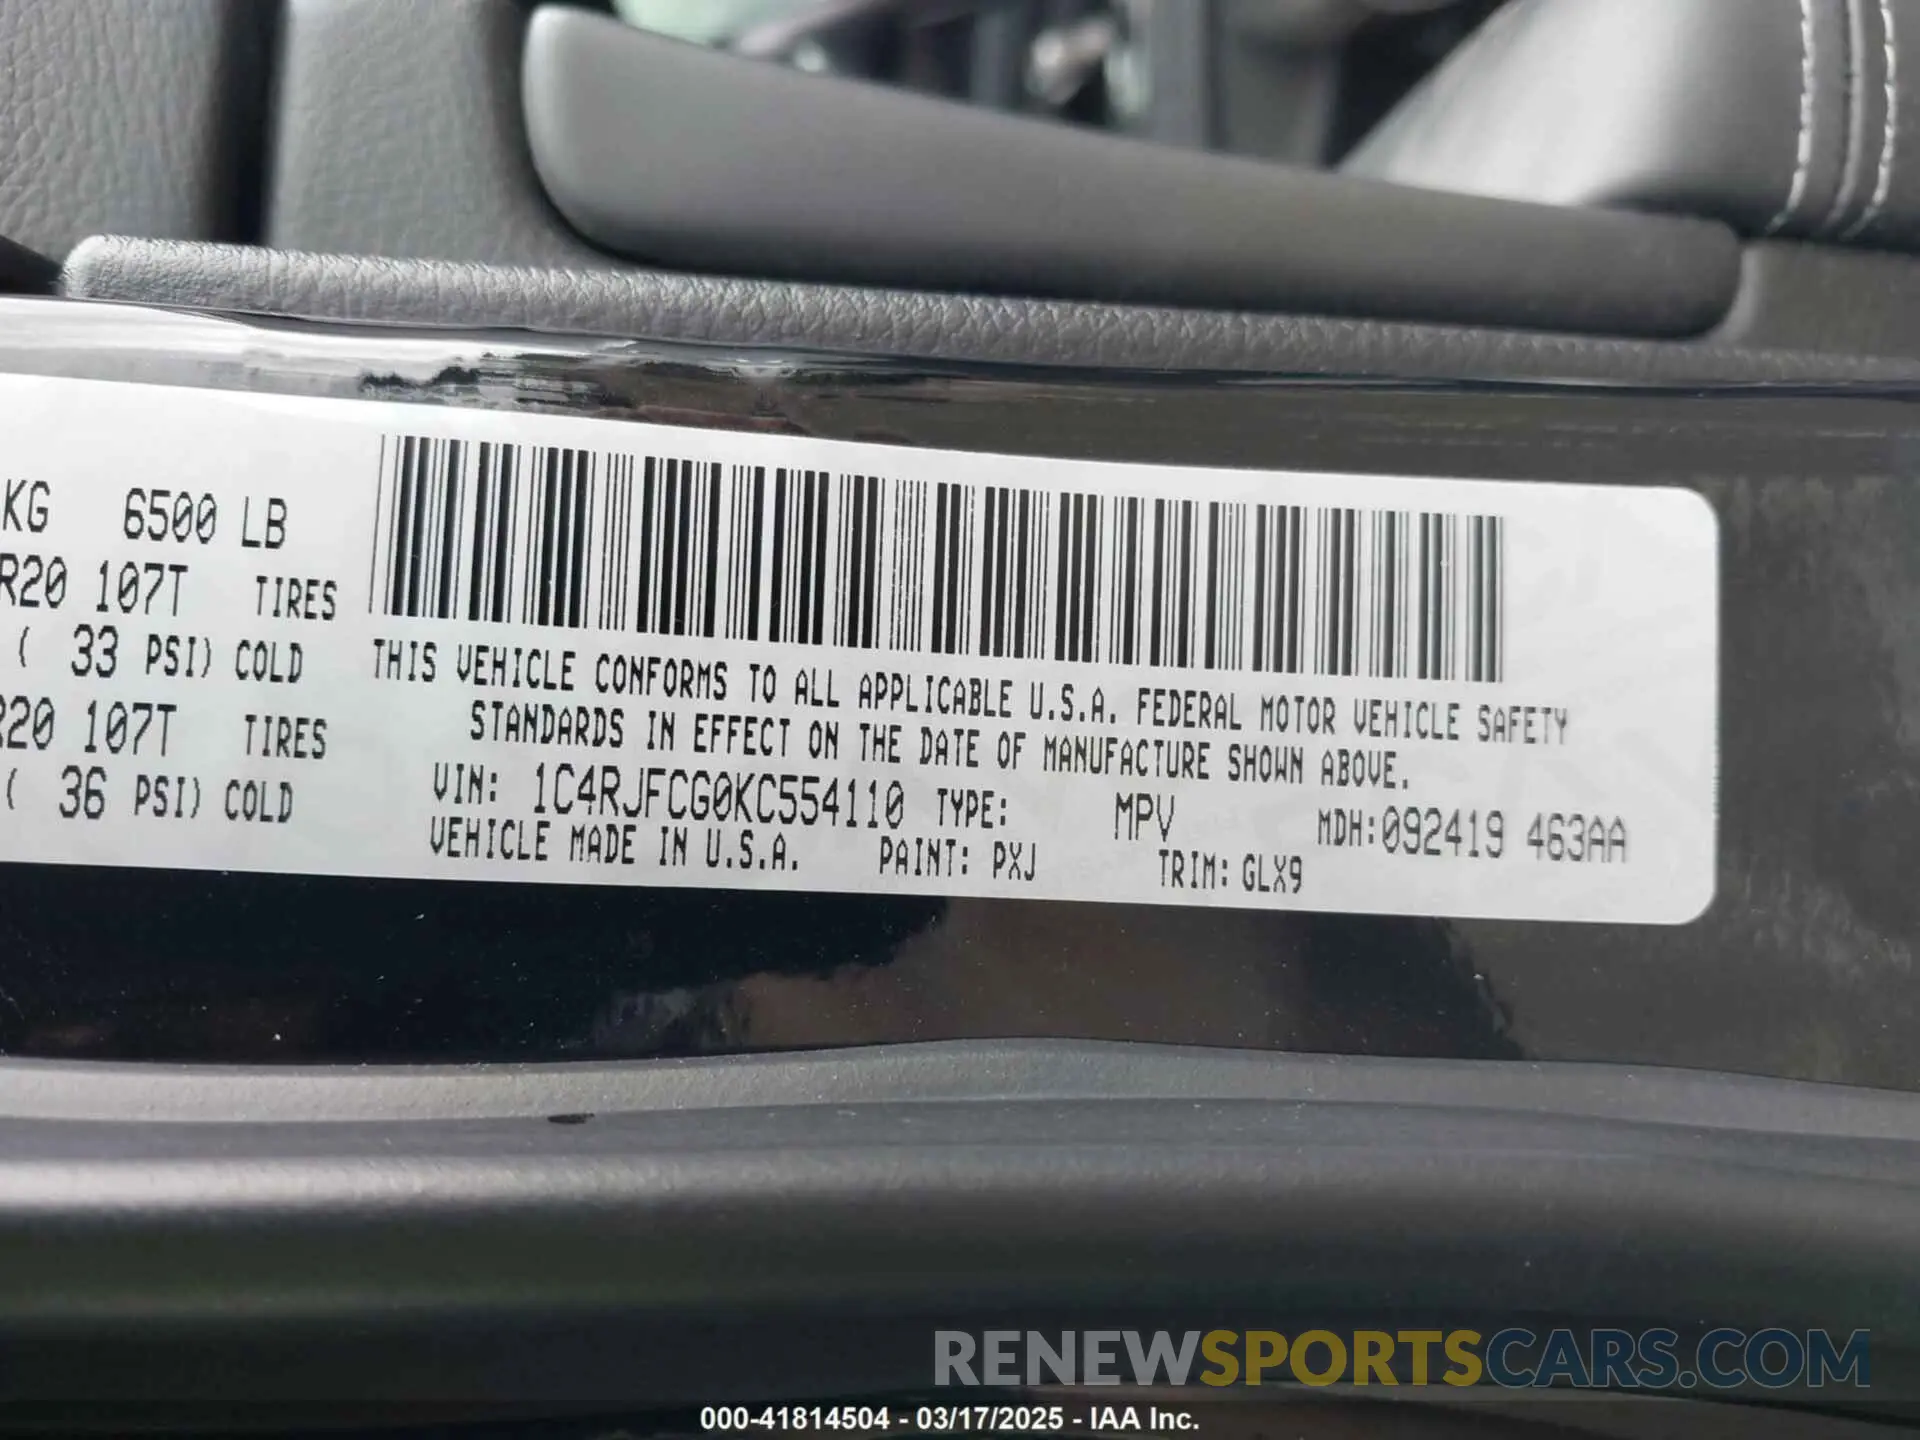 KG 6500 LB
R20 107T TIRES
( 33 PSI) COLD
R20 107T TIRES
( 36 PSI) COLD
THIS VEHICLE CONFORMS TO ALL APPLICABLE U.S.A. FEDERAL MOTOR VEHICLE SAFETY
STANDARDS IN EFFECT ON THE DATE OF MANUFACTURE SHOWN ABOVE.
VIN: 1C4RJFCG0KC554110 TYPE: MPV MDH:092419 463AA
VEHICLE MADE IN U.S.A. PAINT: PXJ TRIM: GLX9
RENEWSPORTSCARS.COM
000-41814504 - 03/17/2025 - IAA Inc.